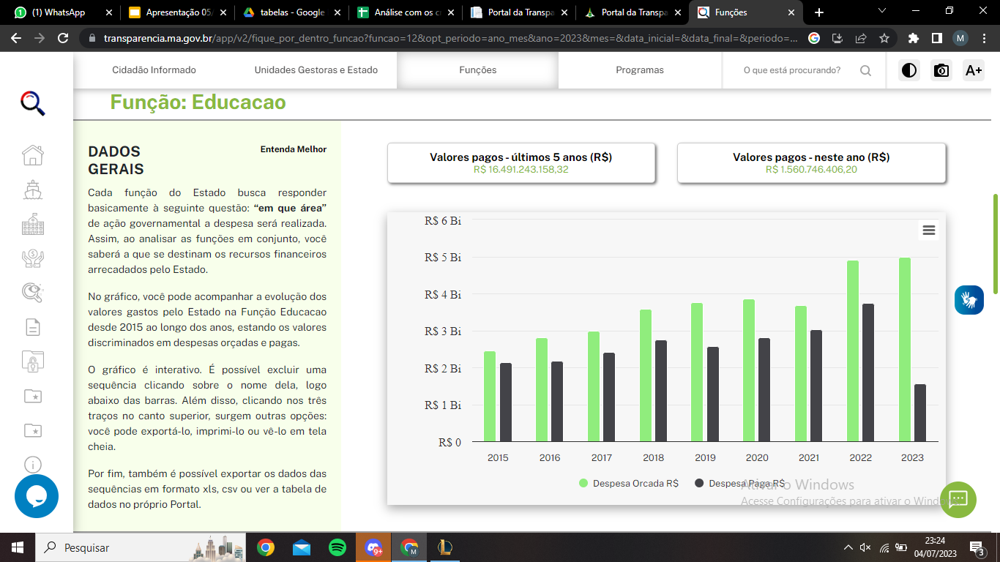 (1) WhatsApp
Apresentação 05/
tabelas - Google
Análise com os c
Portal da Transpa
Portal da Transpa
Funções
transparencia.ma.gov.br/app/v2/fique_por_dentro_funcao?funcao=12&opt_periodo=ano_mes&ano=2023&mes=&data_inicial=&data_final=&periodo=...
M
Cidadão Informado
Unidades Gestoras e Estado
Funções
Programas
O que está procurando?
A+
Função: Educacao
DADOS
GERAIS
Entenda Melhor
Cada função do Estado busca responder
basicamente à seguinte questão: “em que área”
de ação governamental a despesa será realizada.
Assim, ao analisar as funções em conjunto, você
saberá a que se destinam os recursos financeiros
arrecadados pelo Estado.
No gráfico, você pode acompanhar a evolução dos
valores gastos pelo Estado na Função Educacao
desde 2015 ao longo dos anos, estando os valores
discriminados em despesas orçadas e pagas.
O gráfico é interativo. É possível excluir uma
sequência clicando sobre o nome dela, logo
abaixo das barras. Além disso, clicando nos três
traços no canto superior, surgem outras opções:
você pode exportá-lo, imprimi-lo ou vê-lo em tela
cheia.
Por fim, também é possível exportar os dados das
sequências em formato xls, csv ou ver a tabela de
dados no próprio Portal.
Valores pagos - últimos 5 anos (R$)
R$ 16.491.243.158,32
Valores pagos - neste ano (R$)
R$ 1.560.746.406,20
R$ 6 Bi
R$ 5 Bi
R$ 4 Bi
R$ 3 Bi
R$ 2 Bi
R$ 1 Bi
R$ 0
2015 2016 2017 2018 2019 2020 2021 2022 2023
Despesa Orcada R$
Despesa Paga R$
Ativar o Windows
Acesse Configurações para ativar o Windows.
Pesquisar
9+
M
23:24
04/07/2023
3